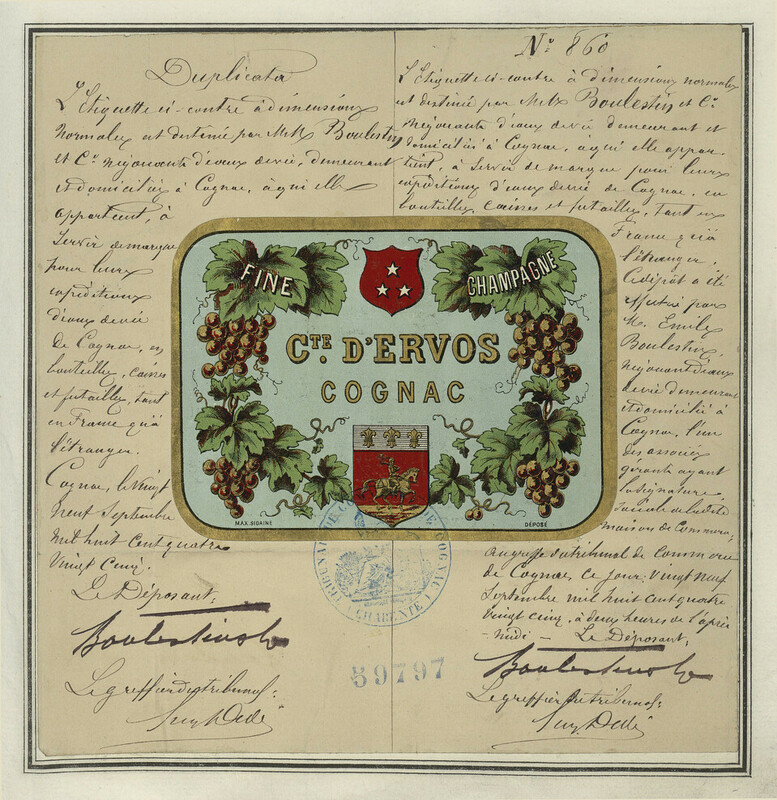 Duplicata
L'Etiquette ci-contre à dimensions
normales est destinée par MM. Boulestin
et Cie négociants d'eaux de vie, demeurant
et domiciliés à Cognac, à qui elle
appartient, à
servir de marque
pour leurs
expéditions
d'eaux de vie
de Cognac, en
bouteilles, caisses
et futailles, tant
en France qu'à
l'étranger.
Cognac, le vingt
neuf Septembre
mil huit cent quatre
vingt cinq.
Le Déposant:
Boulestin & Co
Le greffier du tribunal:
N° 860
L'Etiquette ci-contre à dimensions normales
est destinée par MM. Boulestin et Cie
négociants d'eaux de vie demeurant et
domiciliés à Cognac, à qui elle appar-
tient, à servir de marque pour leurs
expéditions d'eaux de vie de Cognac, en
bouteilles, caisses et futailles, tant en
France qu'à
l'étranger.
Ce dépôt a été
effectué par
M. Emile
Boulestin,
négociant d'eaux
de vie demeurant
et domicilié à
Cognac, l'un
des associés
gérants ayant
la signature
sociale de ladite
maison de Commerce,
au greffe du tribunal de Commerce
de Cognac, ce jour. Vingt neuf
Septembre mil huit cent quatre
vingt cinq, à deux heures de l'après
-midi — Le Déposant,
Boulestin & Co
Le greffier du tribunal:
FINE
CHAMPAGNE
CTE. D'ERVOS
COGNAC
MAX. SIDAINE
DÉPOSÉ
CHARENTE
59797